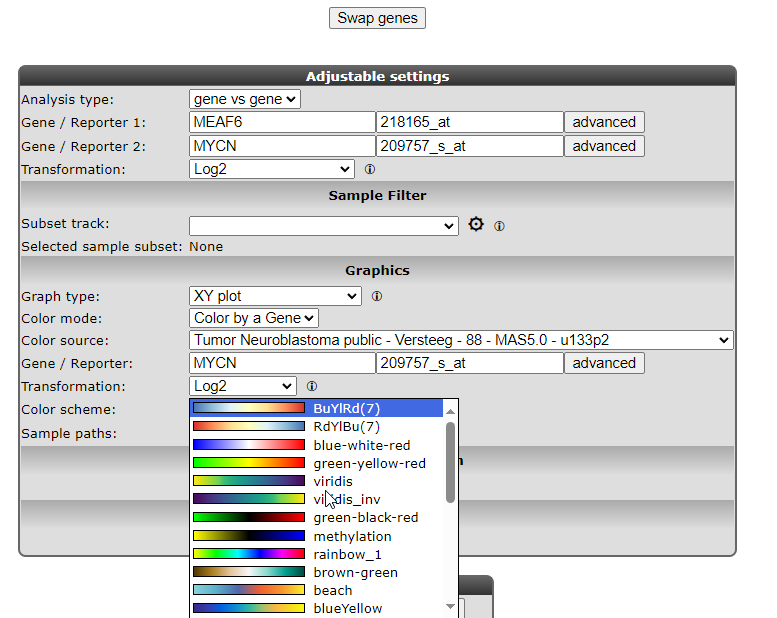 Swap genes
Adjustable settings
Analysis type: gene vs gene
Gene / Reporter 1: MEAF6 218165_at advanced
Gene / Reporter 2: MYCN 209757_s_at advanced
Transformation: Log2
Sample Filter
Subset track:
Selected sample subset: None
Graphics
Graph type: XY plot
Color mode: Color by a Gene
Color source: Tumor Neuroblastoma public - Versteeg - 88 - MAS5.0 - u133p2
Gene / Reporter: MYCN 209757_s_at advanced
Transformation: Log2
Color scheme: BuYlRd(7)
RdYlBu(7)
Sample paths:
blue-white-red
green-yellow-red
viridis
viridis_inv
green-black-red
methylation
rainbow_1
brown-green
beach
blueYellow